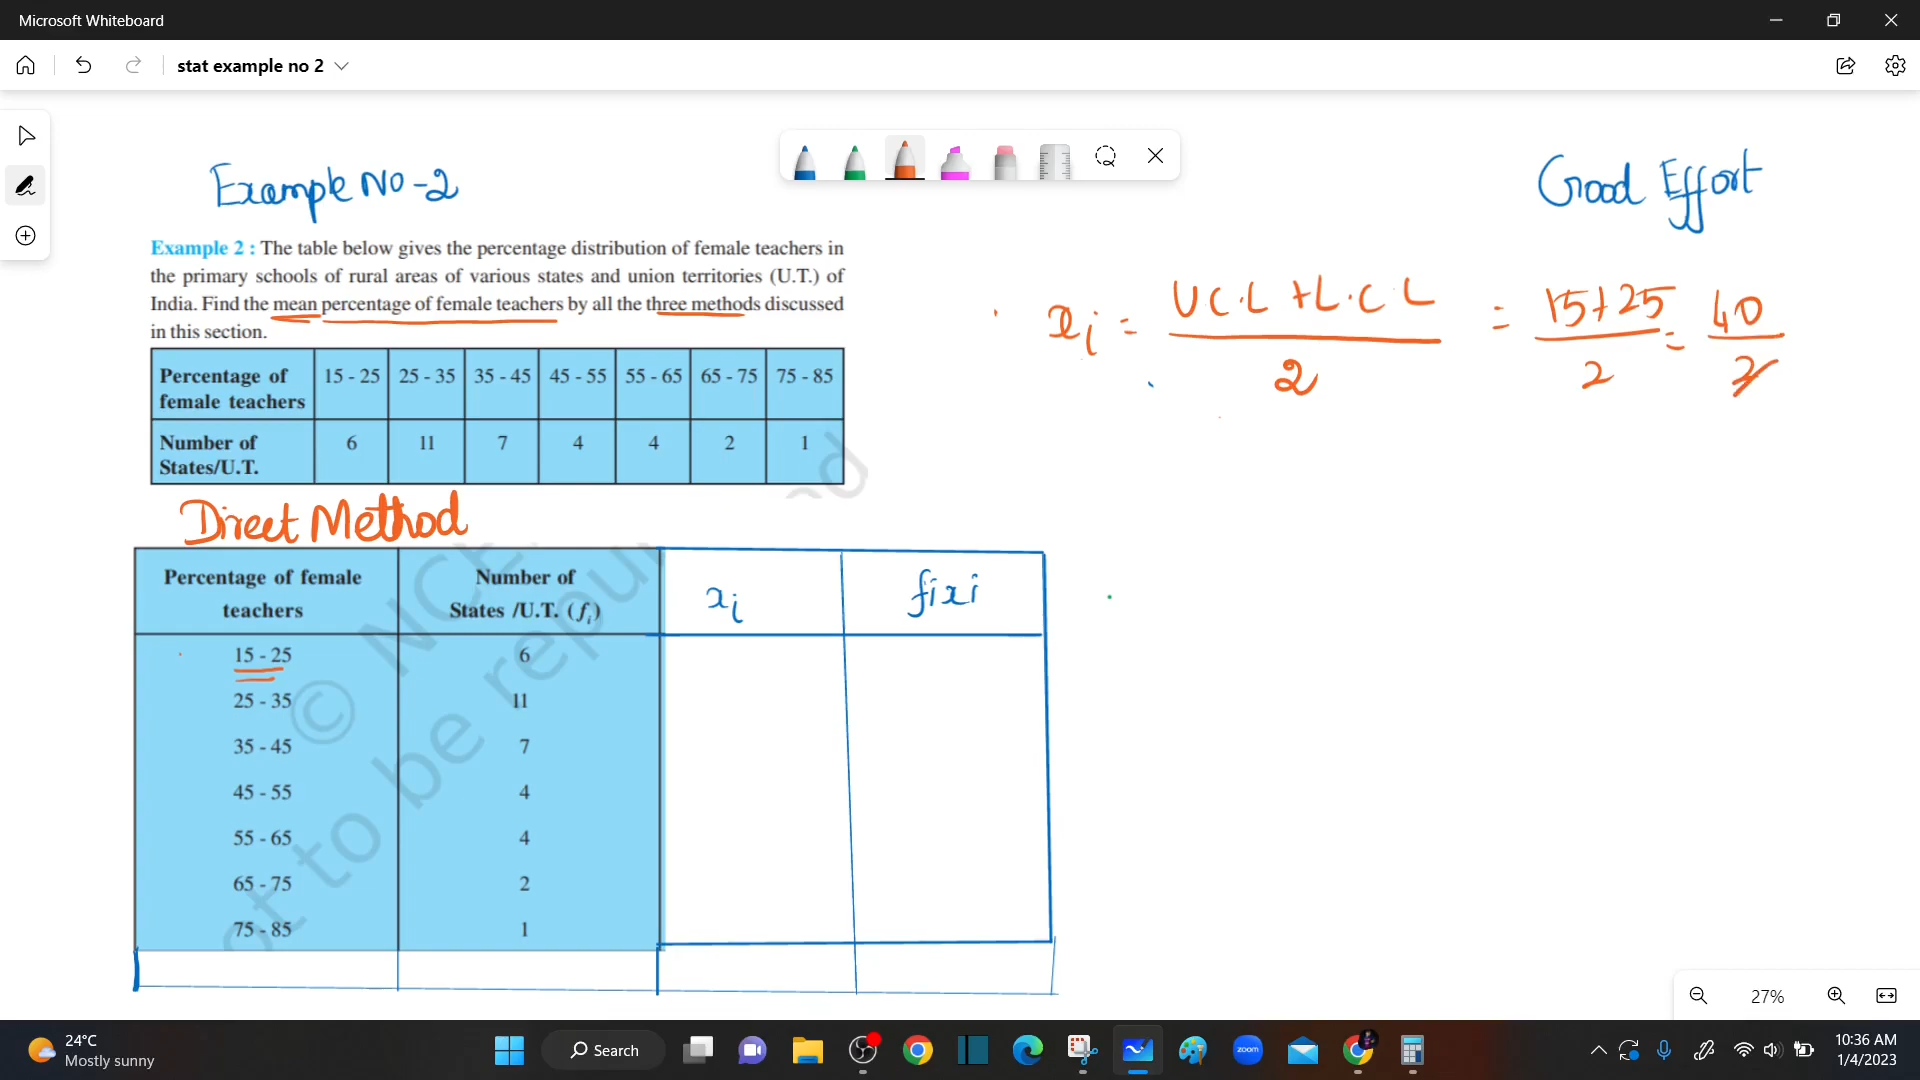 Microsoft Whiteboard
stat example no 2
Example No -2
Good Effort
Example 2 : The table below gives the percentage distribution of female teachers in
the primary schools of rural areas of various states and union territories (U.T.) of
India. Find the mean percentage of female teachers by all the three methods discussed
in this section.
Percentage of female teachers 15 - 25 25 - 35 35 - 45 45 - 55 55 - 65 65 - 75 75 - 85
Number of States/U.T. 6 11 7 4 4 2 1
xi = UC.L + L.C.L / 2 = 15+25 / 2 = 40 / 2
Direct Method
Percentage of female teachers Number of States /U.T. (fi) xi fixi
15 - 25 6
25 - 35 11
35 - 45 7
45 - 55 4
55 - 65 4
65 - 75 2
75 - 85 1
© NCE
not to be repu
d
27%
24°C
Mostly sunny
Search
zoom
10:36 AM
1/4/2023